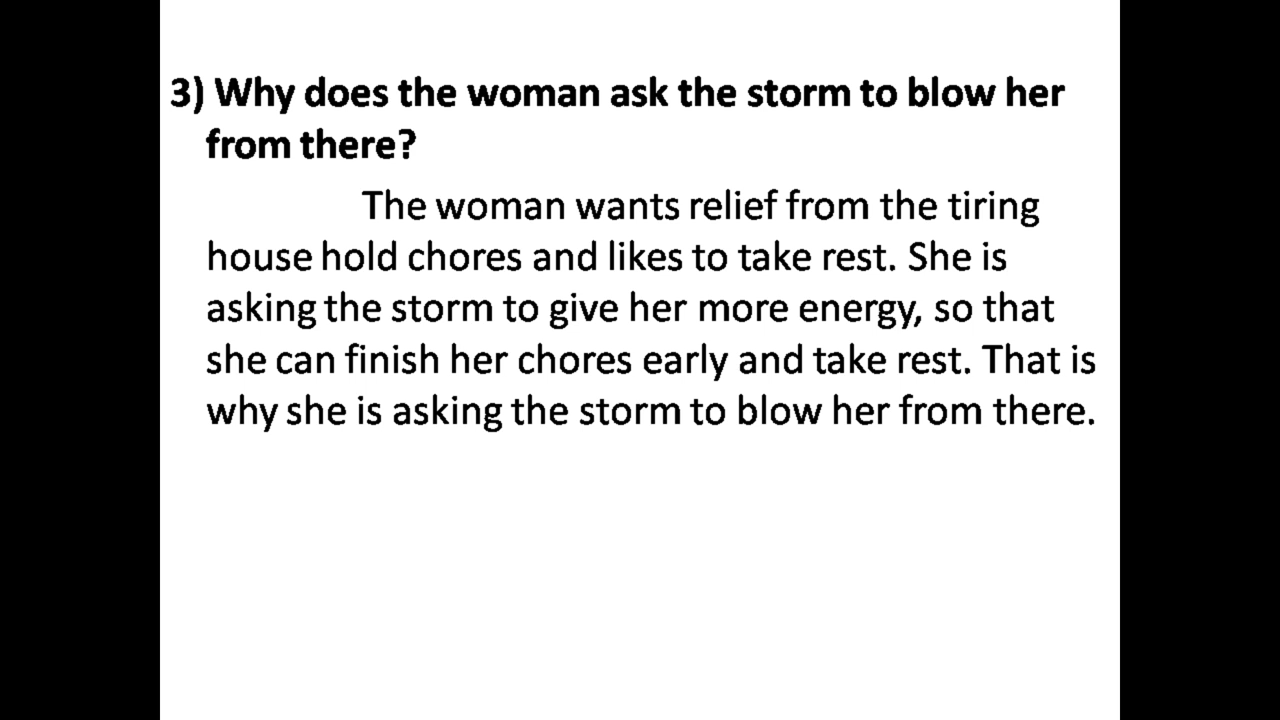 3) Why does the woman ask the storm to blow her
from there?
The woman wants relief from the tiring
house hold chores and likes to take rest. She is
asking the storm to give her more energy, so that
she can finish her chores early and take rest. That is
why she is asking the storm to blow her from there.